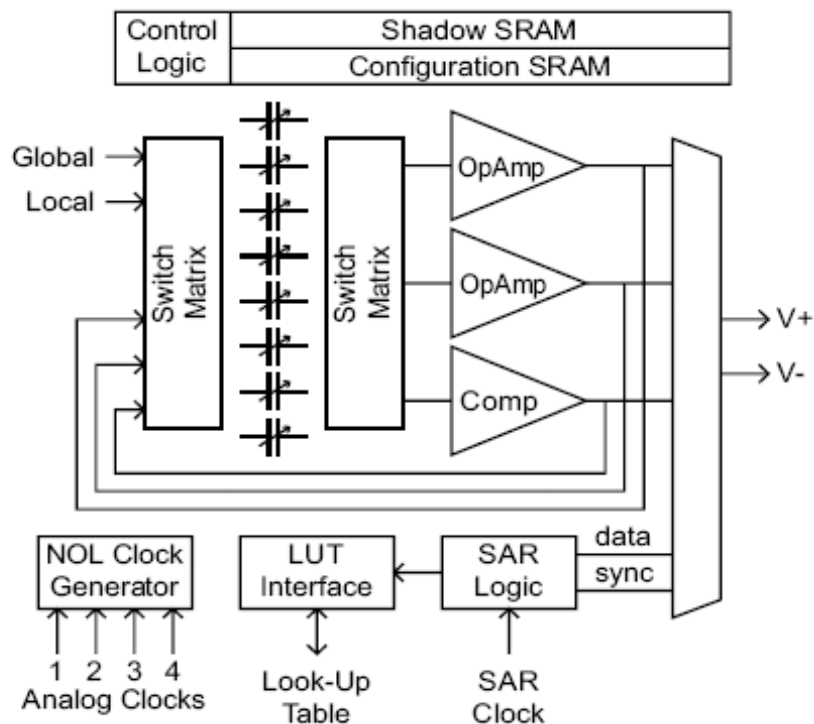 Control
Logic
Shadow SRAM
Configuration SRAM
Global
Local
Switch
Matrix
Switch
Matrix
OpAmp
OpAmp
Comp
V+
V-
NOL Clock
Generator
1 2 3 4
Analog Clocks
LUT
Interface
Look-Up
Table
SAR
Logic
SAR
Clock
data
sync